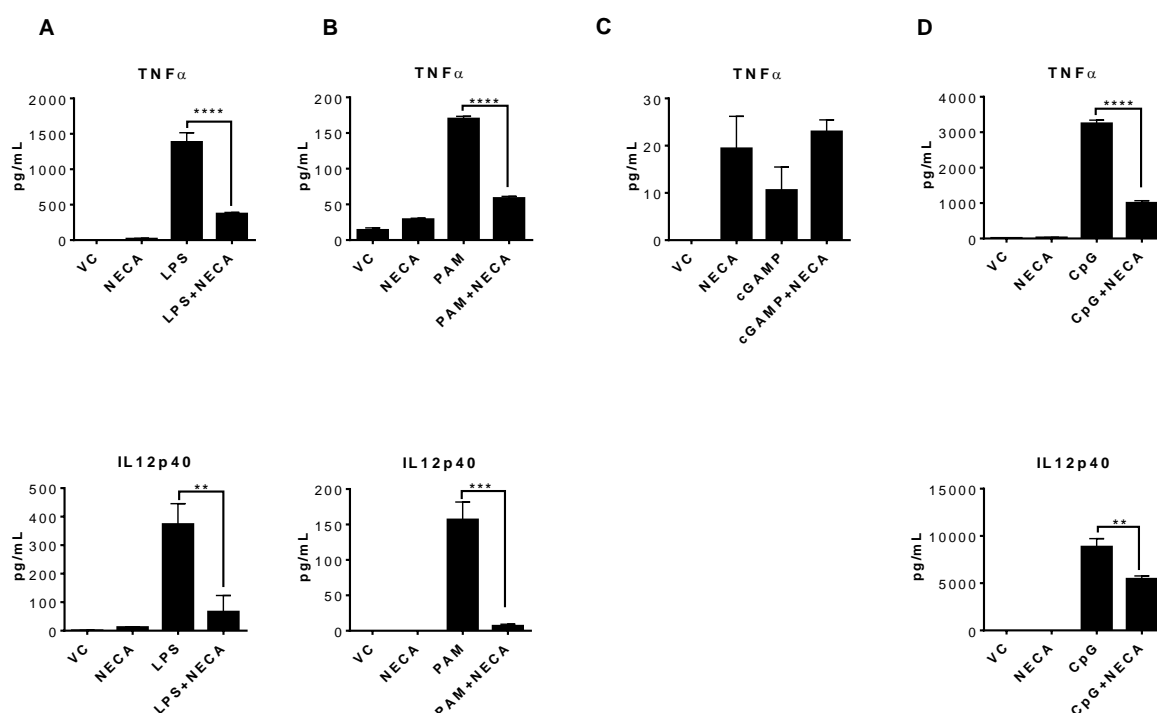 A
B
C
D
TNFα
2000
1500
1000
500
0
pg/mL
****
VC
NECA
LPS
LPS+NECA
TNFα
200
150
100
50
0
pg/mL
****
VC
NECA
PAM
PAM+NECA
TNFα
30
20
10
0
pg/mL
VC
NECA
cGAMP
cGAMP+NECA
TNFα
4000
3000
2000
1000
0
pg/mL
****
VC
NECA
CpG
CpG+NECA
IL12p40
500
400
300
200
100
0
pg/mL
**
VC
NECA
LPS
LPS+NECA
IL12p40
200
150
100
50
0
pg/mL
***
VC
NECA
PAM
PAM+NECA
IL12p40
15000
10000
5000
0
pg/mL
**
VC
NECA
CpG
CpG+NECA